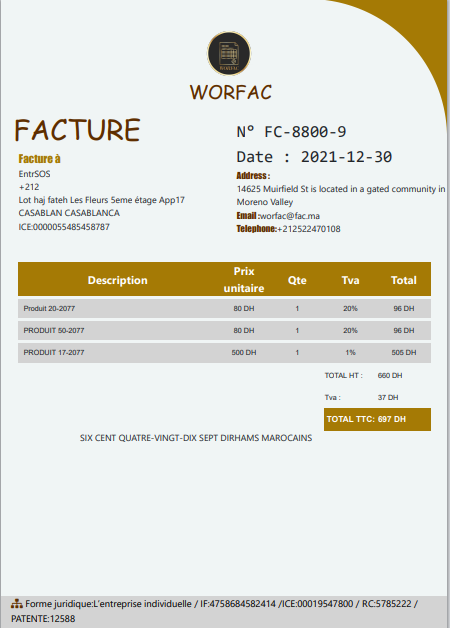 WORFAC
WORFAC
FACTURE
N° FC-8800-9
Date : 2021-12-30
Facture à
EntrSOS
+212
Lot haj fateh Les Fleurs 5eme étage App17
CASABLAN CASABLANCA
ICE:0000055485458787
Address :
14625 Muirfield St is located in a gated community in
Moreno Valley
Email :worfac@fac.ma
Telephone:+212522470108
Description Prix unitaire Qte Tva Total
Produit 20-2077 80 DH 1 20% 96 DH
PRODUIT 50-2077 80 DH 1 20% 96 DH
PRODUIT 17-2077 500 DH 1 1% 505 DH
TOTAL HT : 660 DH
Tva : 37 DH
TOTAL TTC: 697 DH
SIX CENT QUATRE-VINGT-DIX SEPT DIRHAMS MAROCAINS
Forme juridique:L'entreprise individuelle / IF:4758684582414 /ICE:00019547800 / RC:5785222 /
PATENTE:12588